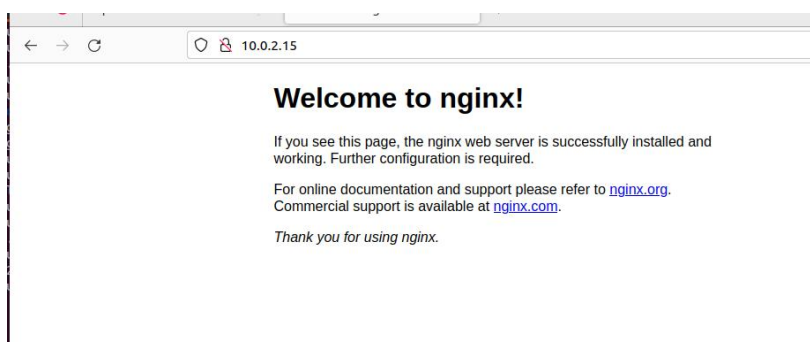 10.0.2.15
Welcome to nginx!
If you see this page, the nginx web server is successfully installed and
working. Further configuration is required.
For online documentation and support please refer to nginx.org.
Commercial support is available at nginx.com.
Thank you for using nginx.